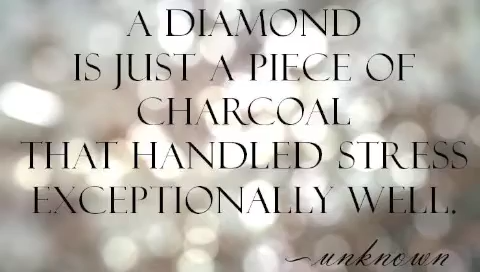 A DIAMOND
IS JUST A PIECE OF
CHARCOAL
THAT HANDLED STRESS
EXCEPTIONALLY WELL.
~unknown